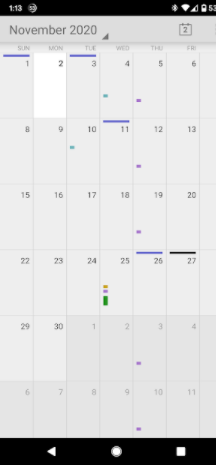 1:13 53
November 2020 2
SUN MON TUE WED THU FRI SAT
1 2 3 4 5 6
8 9 10 11 12 13
15 16 17 18 19 20
22 23 24 25 26 27
29 30 1 2 3 4
6 7 8 9 10 11